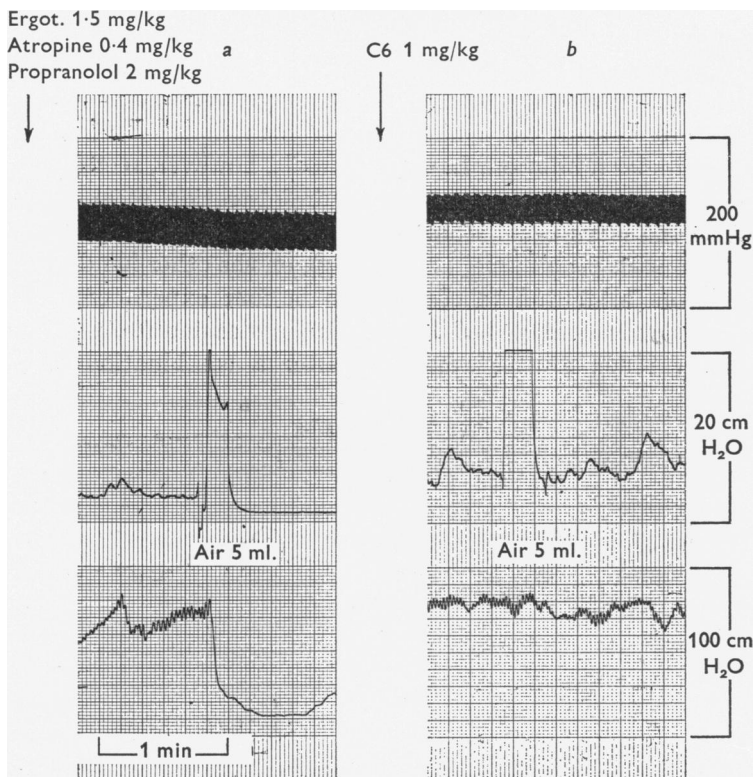 Ergot. 1·5 mg/kg
Atropine 0·4 mg/kg a
Propranolol 2 mg/kg
C6 1 mg/kg b
200
mmHg
20 cm
H₂O
Air 5 ml.
Air 5 ml.
100 cm
H₂O
1 min